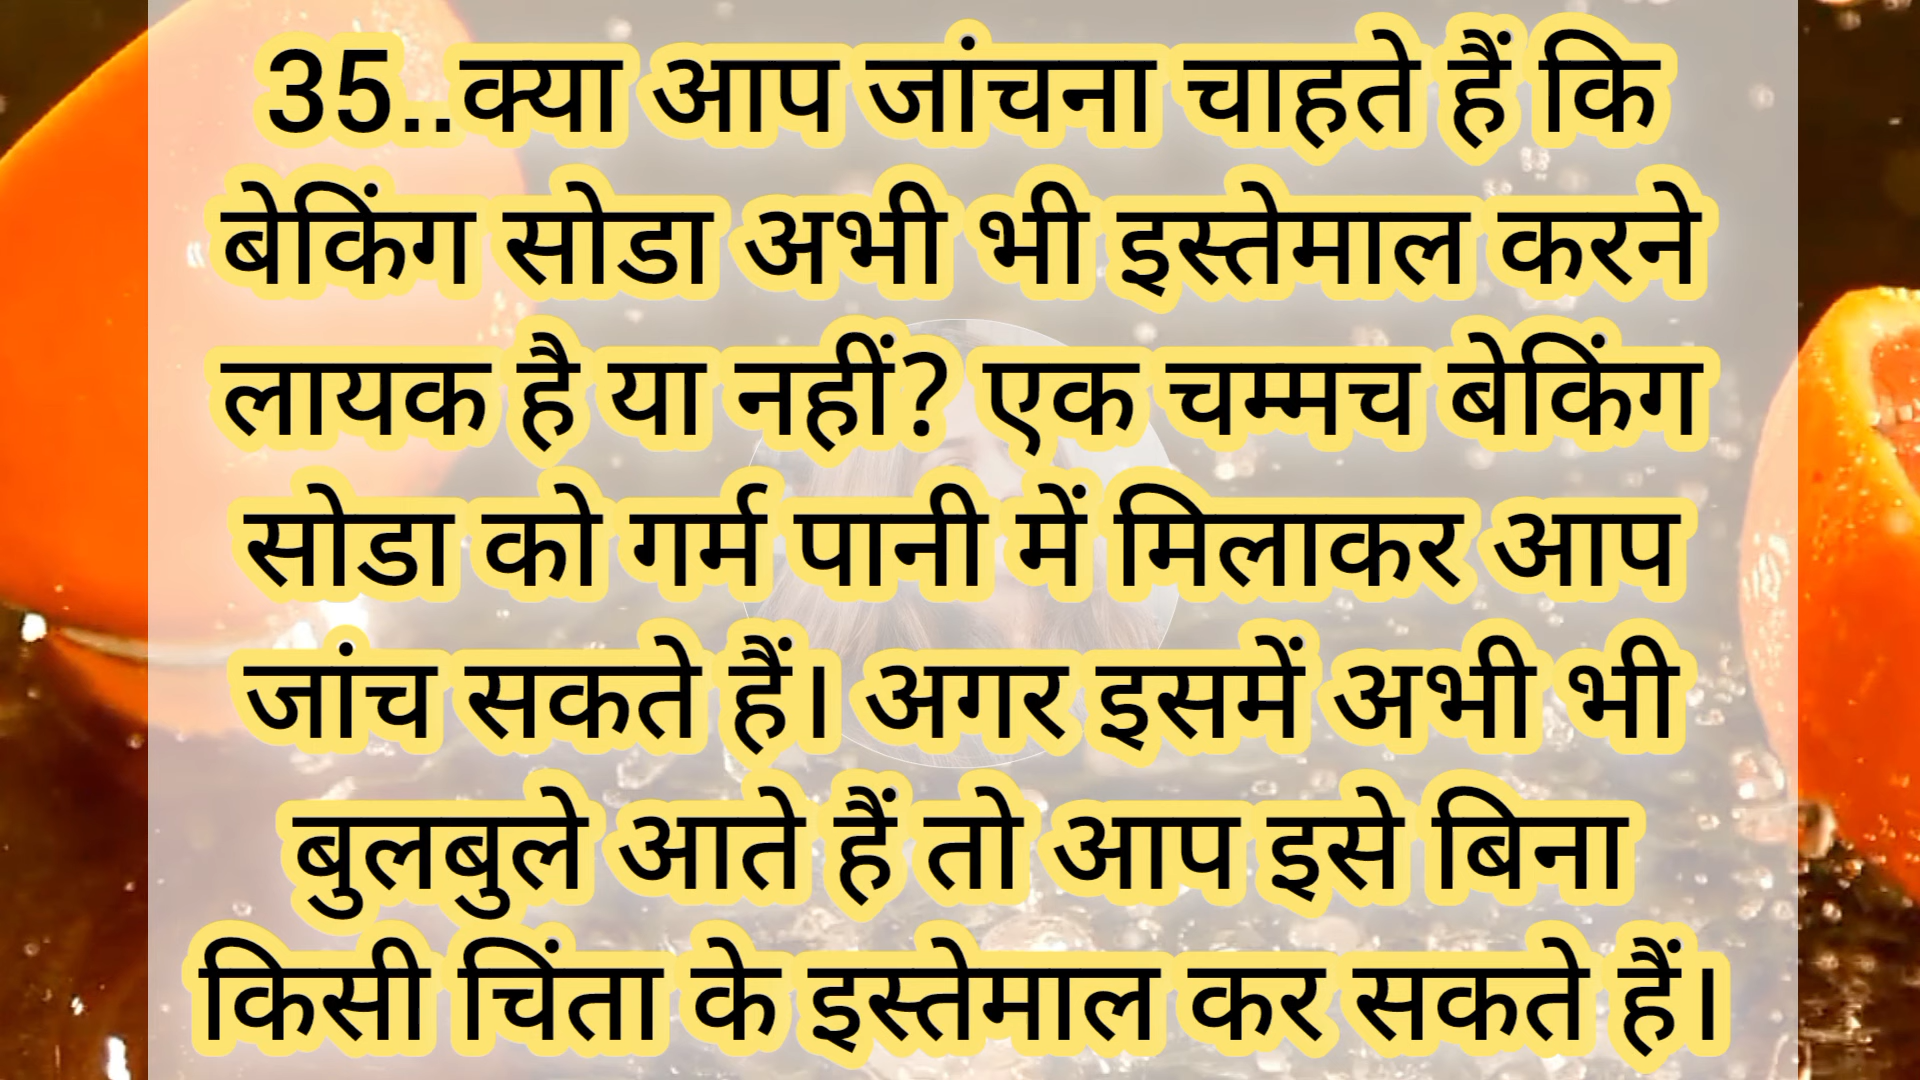 35..क्या आप जांचना चाहते हैं कि
बेकिंग सोडा अभी भी इस्तेमाल करने
लायक है या नहीं? एक चम्मच बेकिंग
सोडा को गर्म पानी में मिलाकर आप
जांच सकते हैं। अगर इसमें अभी भी
बुलबुले आते हैं तो आप इसे बिना
किसी चिंता के इस्तेमाल कर सकते हैं।